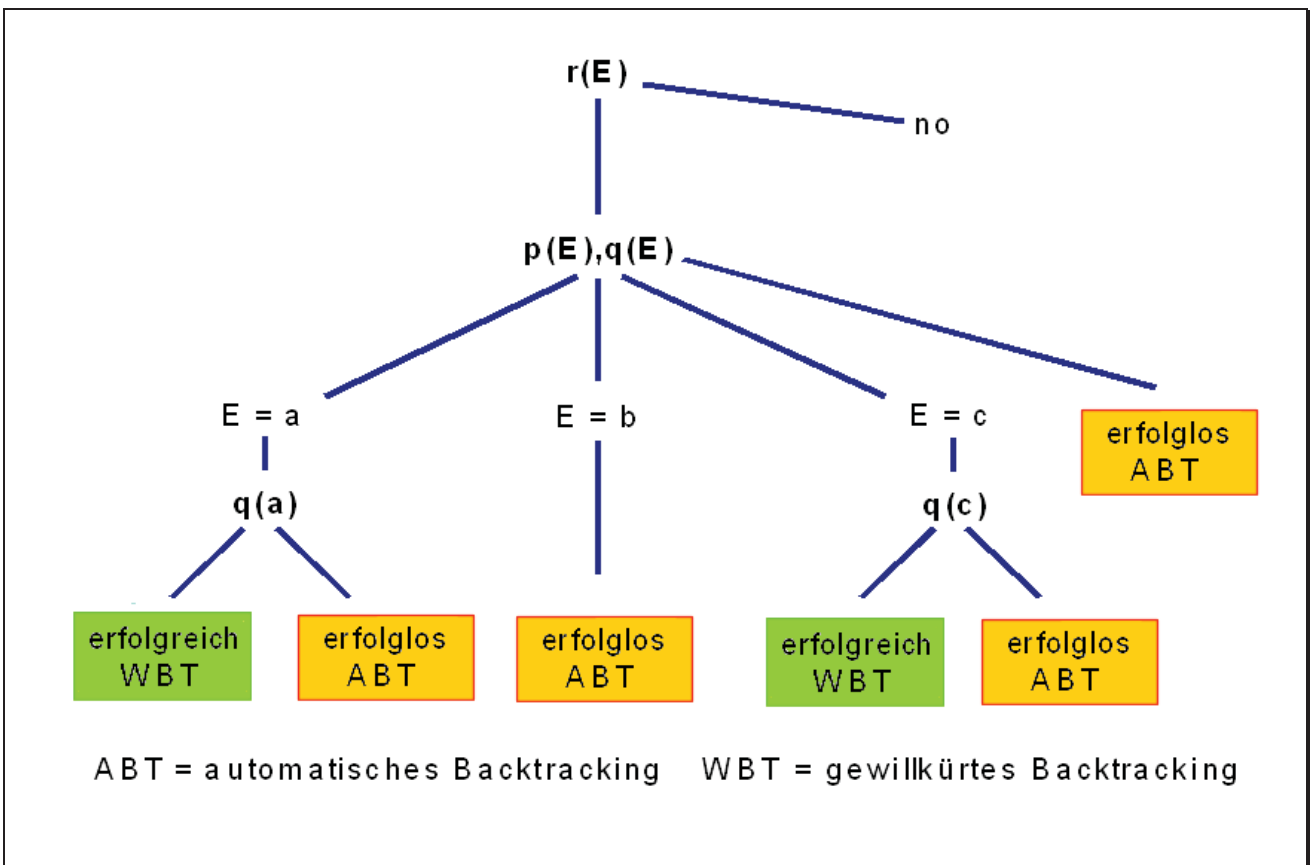 r(E)
no
p(E),q(E)
E = a
E = b
E = c
erfolglos
ABT
q(a)
q(c)
erfolgreich
WBT
erfolglos
ABT
erfolglos
ABT
erfolgreich
WBT
erfolglos
ABT
ABT = automatisches Backtracking WBT = gewillkürtes Backtracking